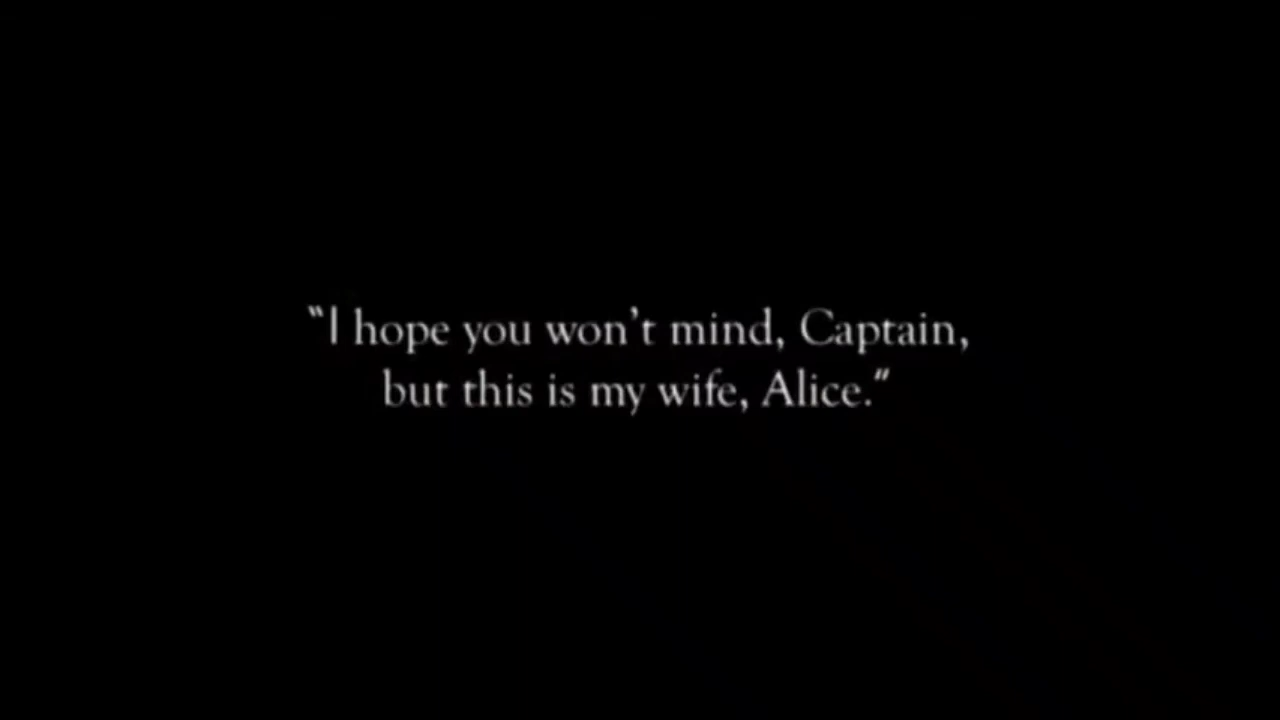 “I hope you won’t mind, Captain,
but this is my wife, Alice.”